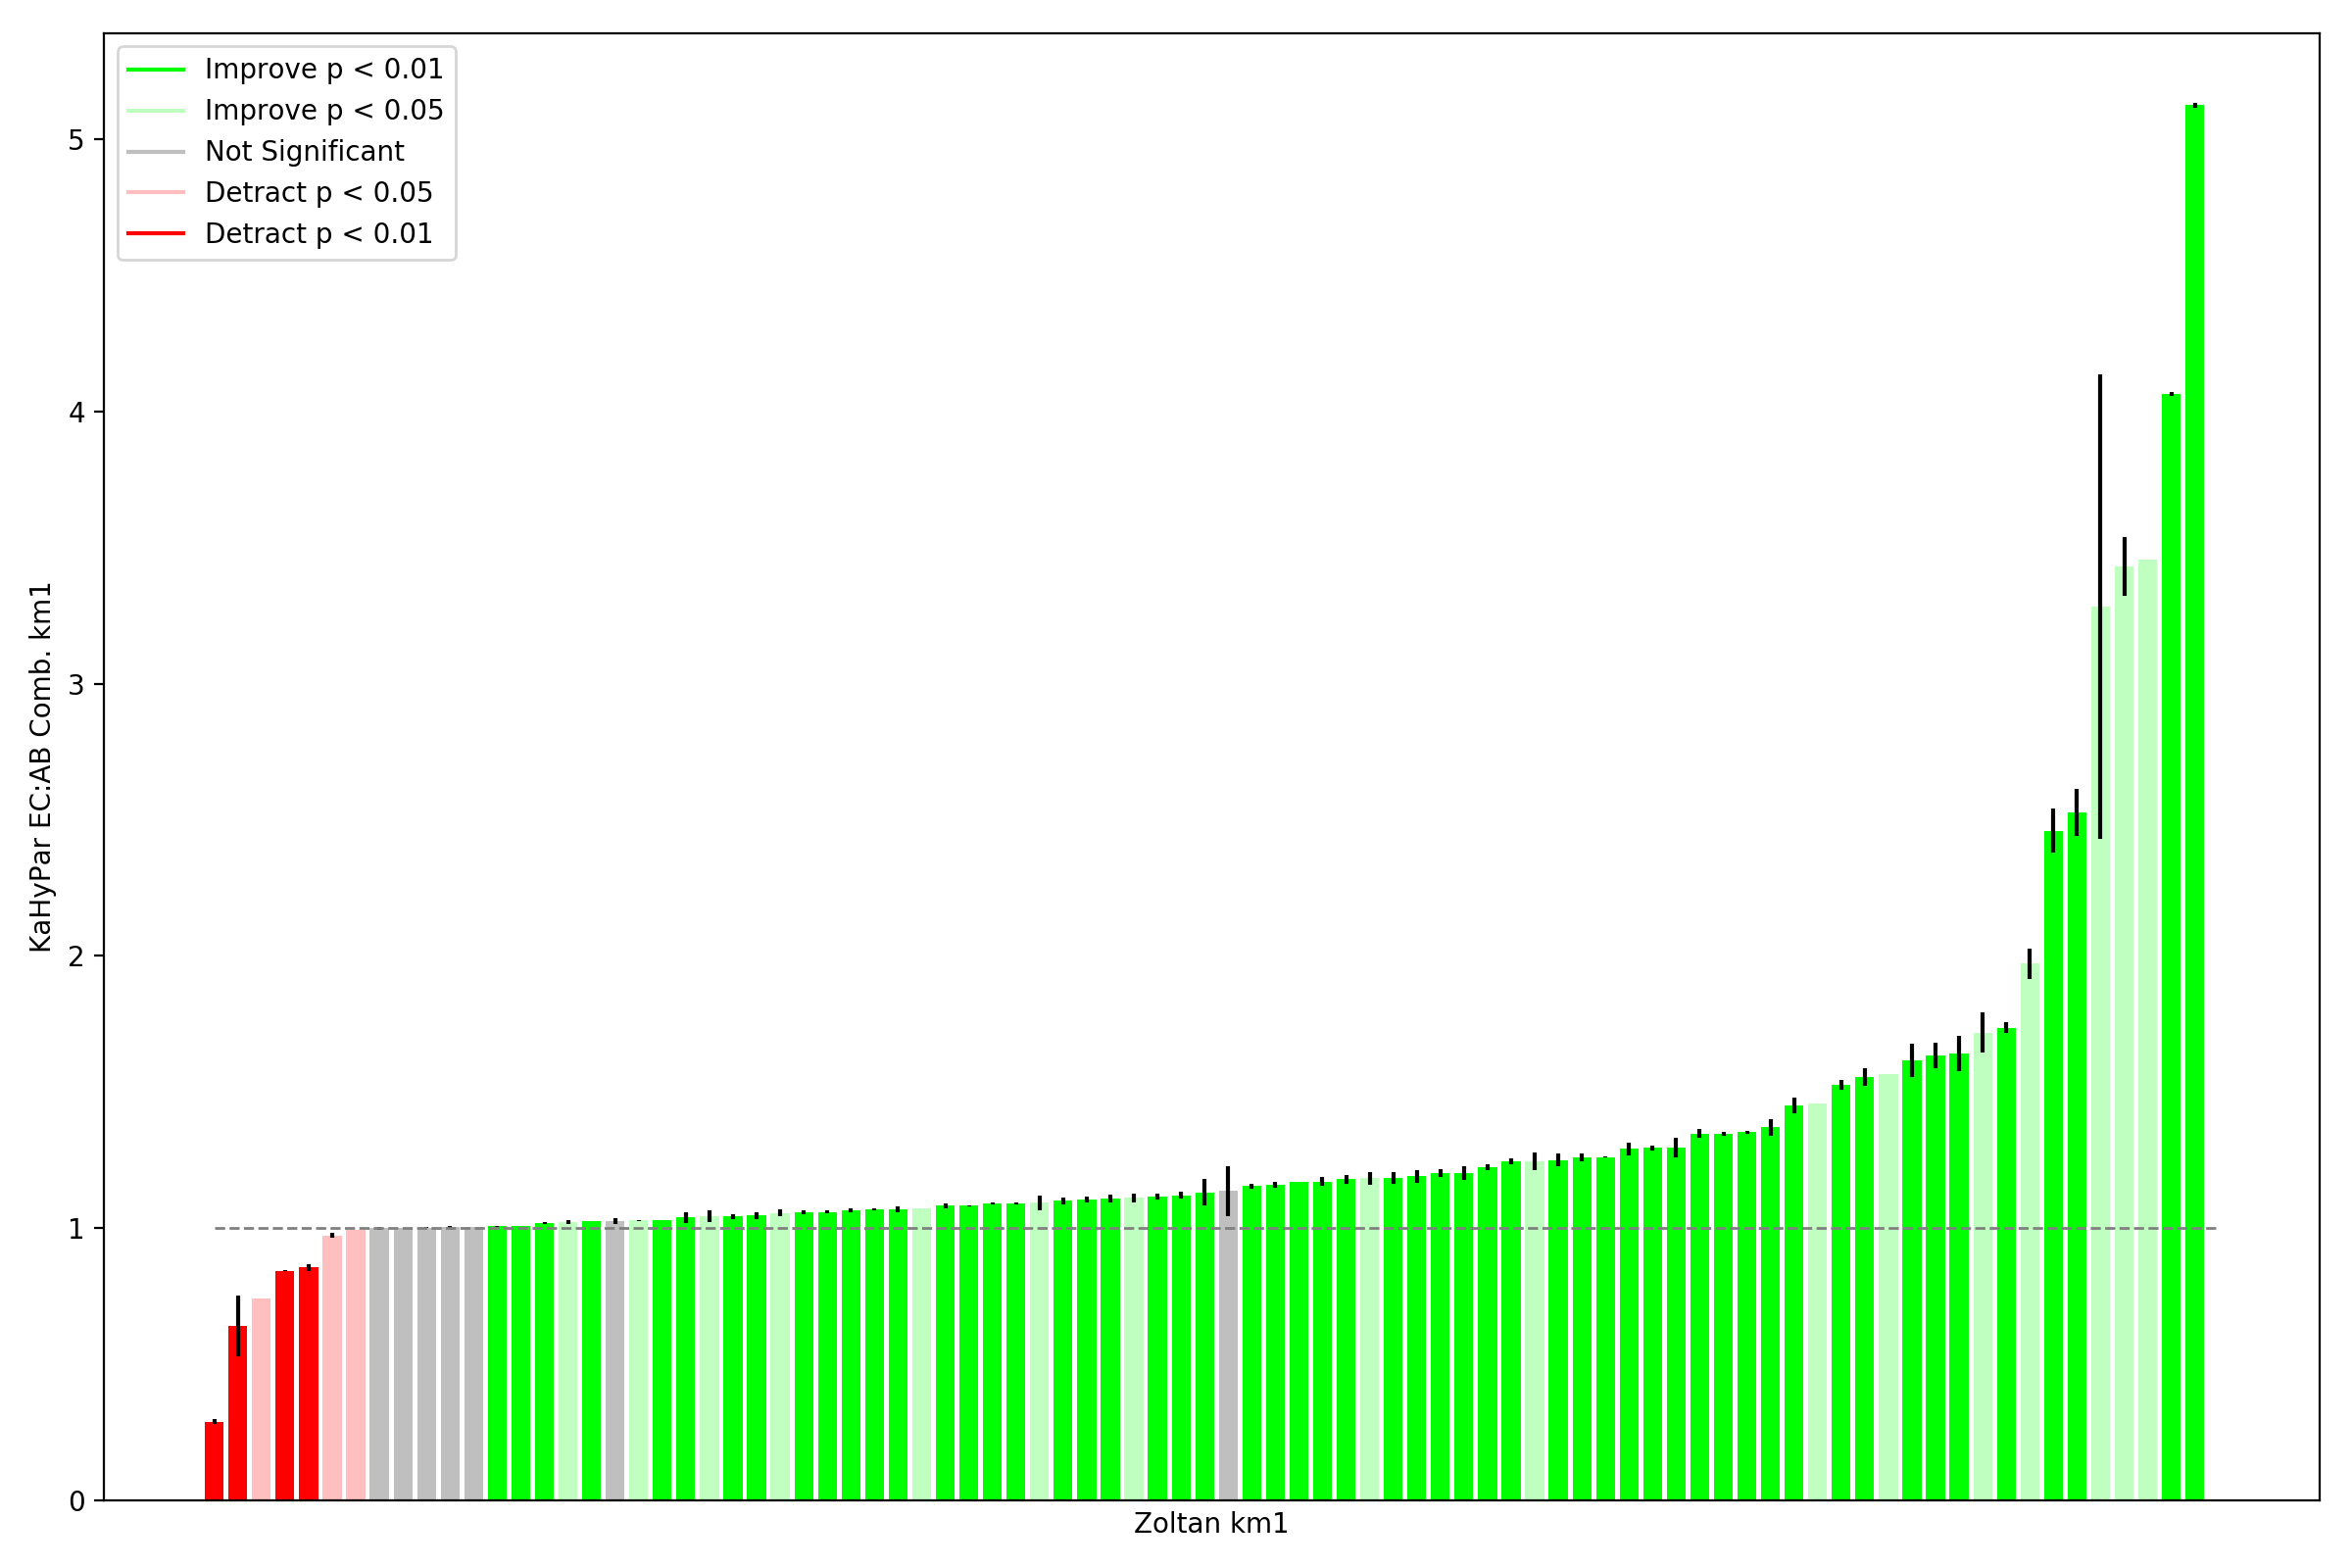 Improve p < 0.01
Improve p < 0.05
Not Significant
Detract p < 0.05
Detract p < 0.01
5
4
3
2
1
0
KaHyPar EC:AB Comb. km1
Zoltan km1